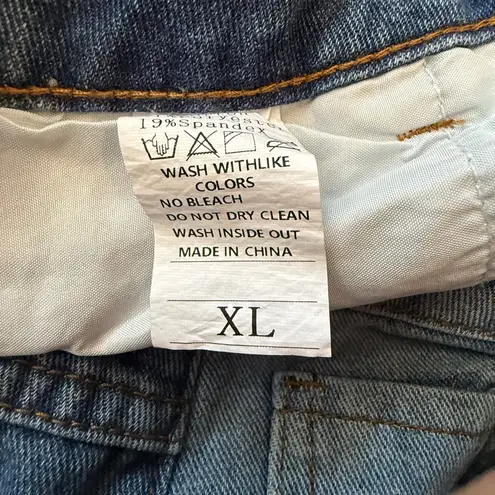 19%Spandex
WASH WITHLIKE
COLORS
NO BLEACH
DO NOT DRY CLEAN
WASH INSIDE OUT
MADE IN CHINA
XL